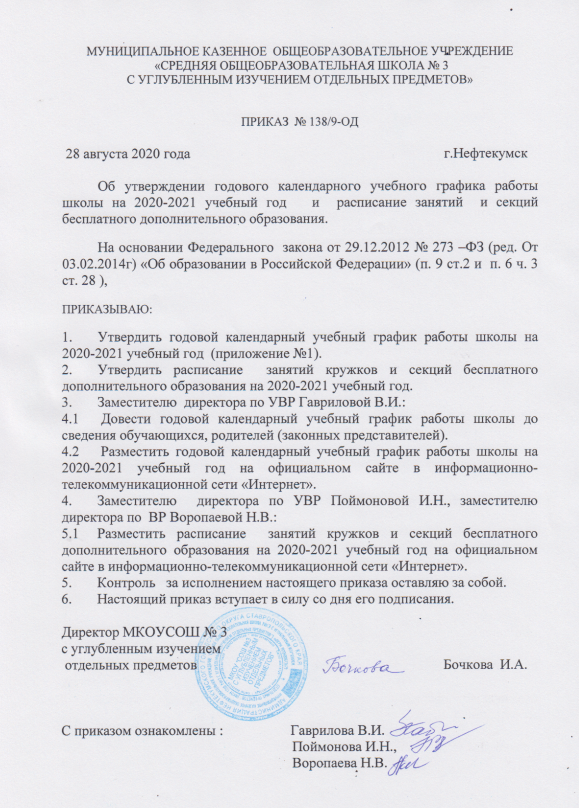 МУНИЦИПАЛЬНОЕ КАЗЕННОЕ ОБЩЕОБРАЗОВАТЕЛЬНОЕ УЧРЕЖДЕНИЕ
«СРЕДНЯЯ ОБЩЕОБРАЗОВАТЕЛЬНАЯ ШКОЛА № 3
С УГЛУБЛЕННЫМ ИЗУЧЕНИЕМ ОТДЕЛЬНЫХ ПРЕДМЕТОВ»
ПРИКАЗ № 138/9-ОД
28 августа 2020 года г.Нефтекумск
Об утверждении годового календарного учебного графика работы
школы на 2020-2021 учебный год и расписание занятий и секций
бесплатного дополнительного образования.
На основании Федерального закона от 29.12.2012 № 273 –ФЗ (ред. От
03.02.2014г) «Об образовании в Российской Федерации» (п. 9 ст.2 и п. 6 ч. 3
ст. 28 ),
ПРИКАЗЫВАЮ:
1. Утвердить годовой календарный учебный график работы школы на
2020-2021 учебный год (приложение №1).
2. Утвердить расписание занятий кружков и секций бесплатного
дополнительного образования на 2020-2021 учебный год.
3. Заместителю директора по УВР Гавриловой В.И.:
4.1 Довести годовой календарный учебный график работы школы до
сведения обучающихся, родителей (законных представителей).
4.2 Разместить годовой календарный учебный график работы школы на
2020-2021 учебный год на официальном сайте в информационно-
телекоммуникационной сети «Интернет».
4. Заместителю директора по УВР Поймоновой И.Н., заместителю
директора по ВР Воропаевой Н.В.:
5.1 Разместить расписание занятий кружков и секций бесплатного
дополнительного образования на 2020-2021 учебный год на официальном
сайте в информационно-телекоммуникационной сети «Интернет».
5. Контроль за исполнением настоящего приказа оставляю за собой.
6. Настоящий приказ вступает в силу со дня его подписания.
Директор МКОУСОШ № 3
с углубленным изучением
отдельных предметов Бочкова Бочкова И.А.
С приказом ознакомлены : Гаврилова В.И.
Поймонова И.Н.,
Воропаева Н.В.